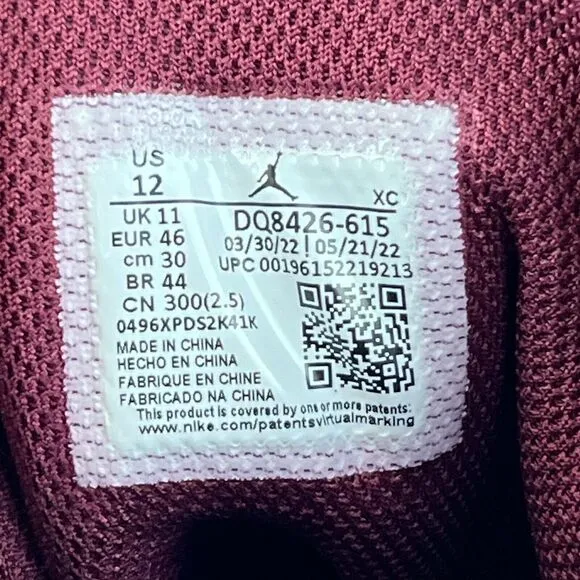 US
12
XC
UK 11
EUR 46
cm 30
BR 44
CN 300(2.5)
DQ8426-615
03/30/22 | 05/21/22
UPC 00196152219213
0496XPDS2K41K
MADE IN CHINA
HECHO EN CHINA
FABRIQUE EN CHINE
FABRICADO NA CHINA
This product is covered by one or more patents:
www.nike.com/patentsvirtualmarking